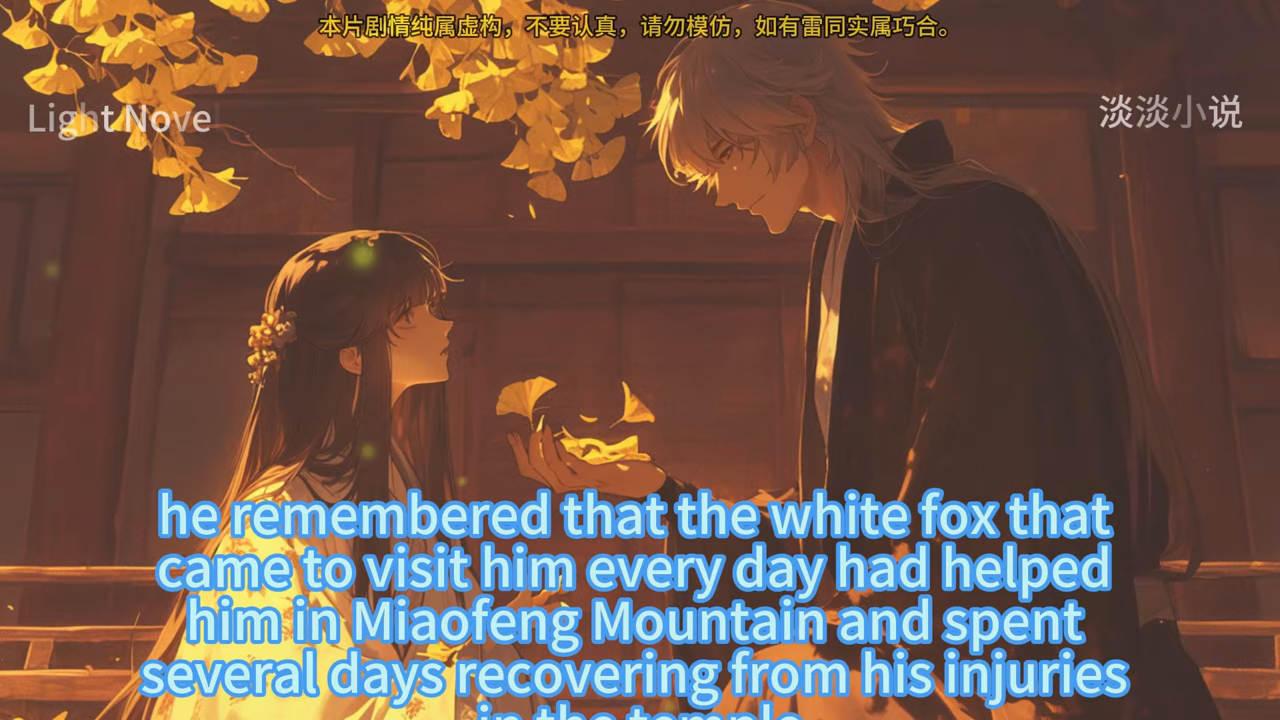 本片剧情纯属虚构，不要认真，请勿模仿，如有雷同实属巧合。
Light Nove
淡淡小说
he remembered that the white fox that
came to visit him every day had helped
him in Miaofeng Mountain and spent
several days recovering from his injuries
in the temple